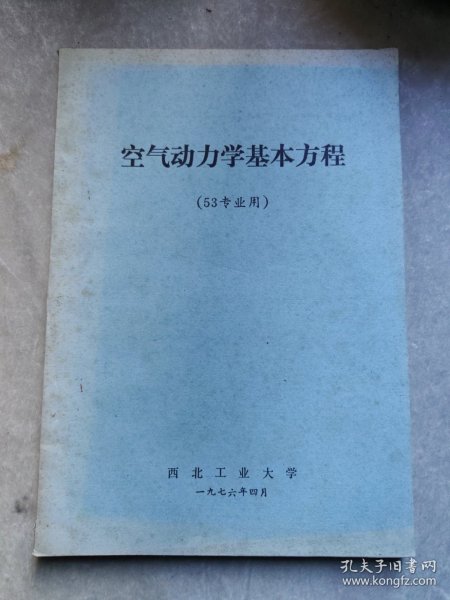 空气动力学基本方程
(53专业用)
西北工业大学
一九七六年四月
孔夫子旧书网
www.kongfz.com